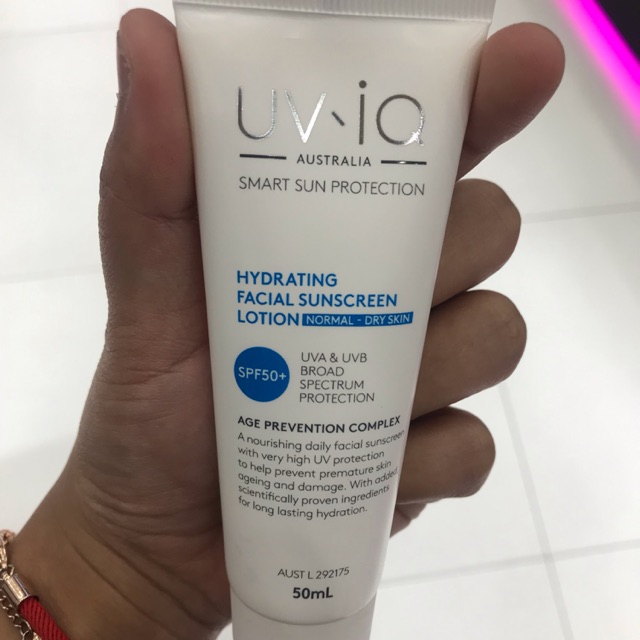 UV·iQ
AUSTRALIA
SMART SUN PROTECTION
HYDRATING
FACIAL SUNSCREEN
LOTION NORMAL - DRY SKIN
SPF50+
UVA & UVB
BROAD
SPECTRUM
PROTECTION
AGE PREVENTION COMPLEX
A nourishing daily facial sunscreen
with very high UV protection
to help prevent premature skin
ageing and damage. With added
scientifically proven ingredients
for long lasting hydration.
AUST L 292175
50mL